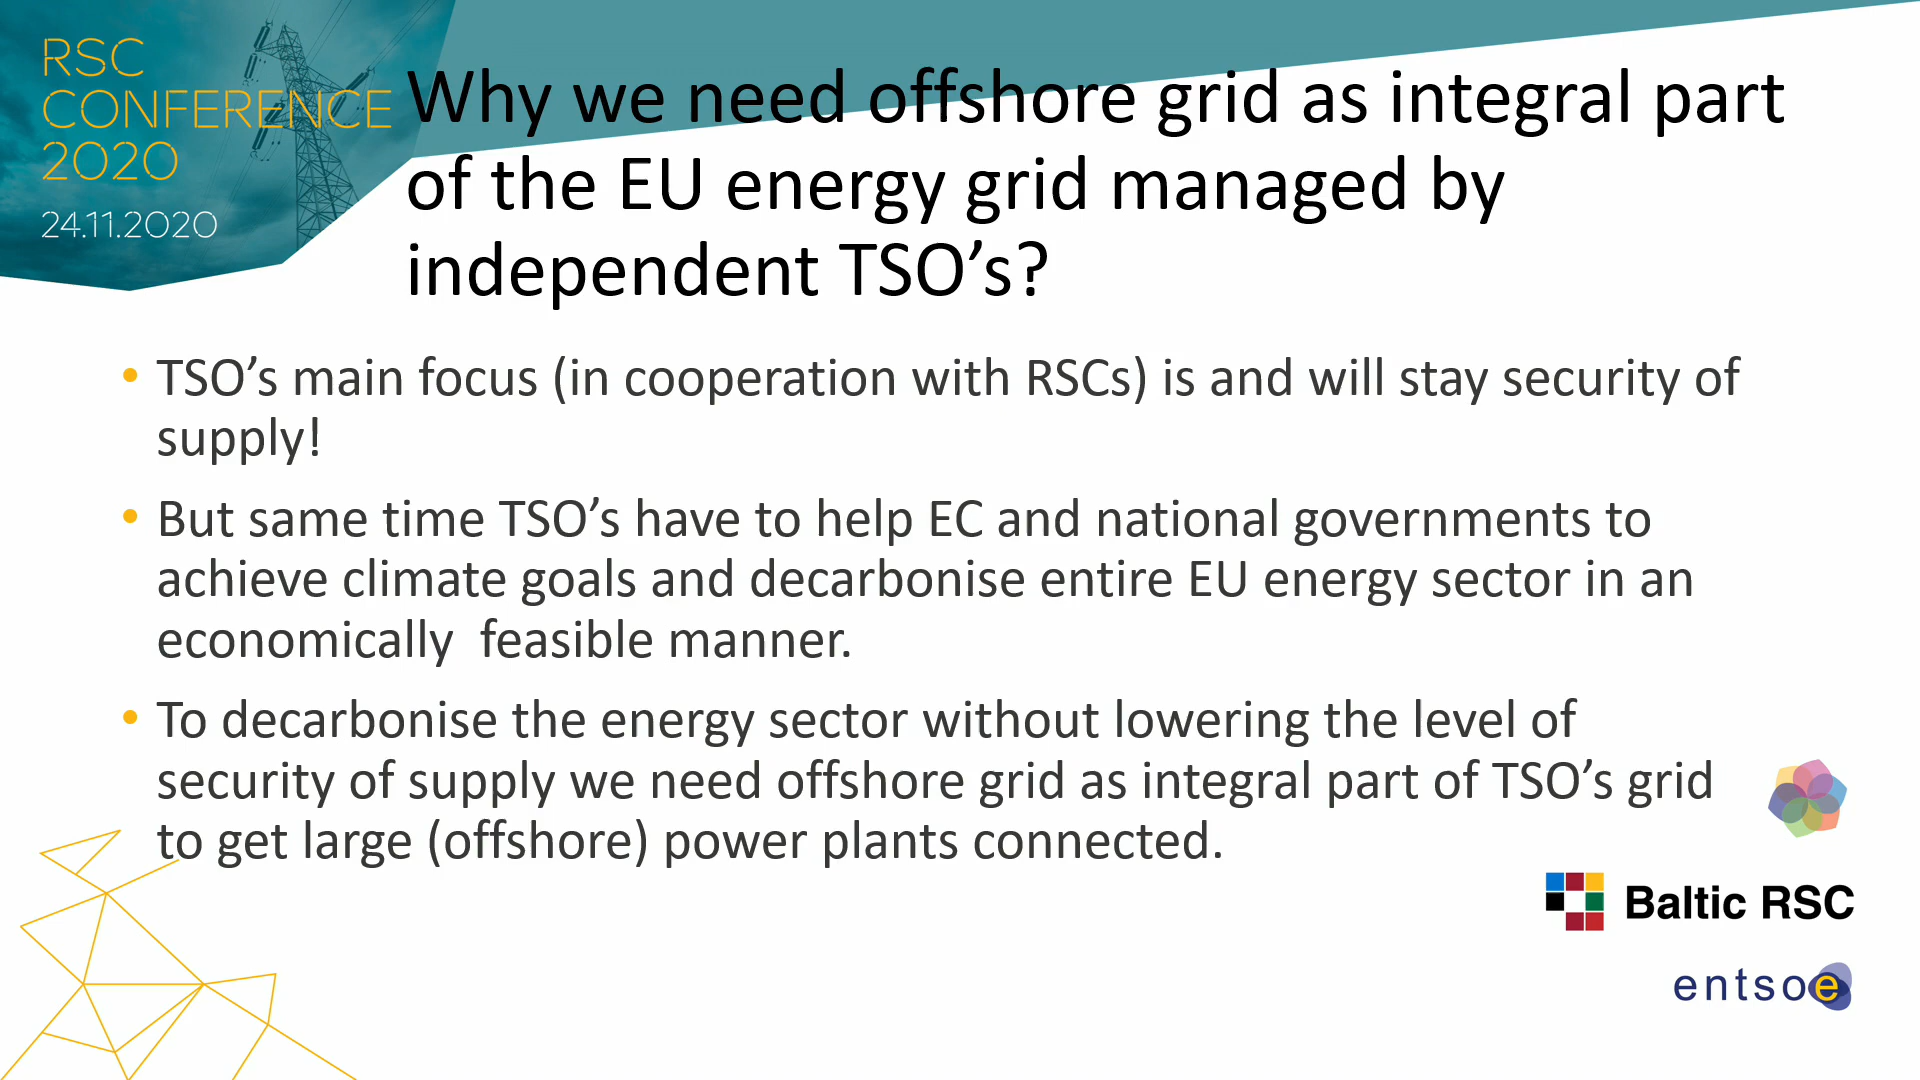 RSC
CONFERENCE
2020
24.11.2020
Why we need offshore grid as integral part
of the EU energy grid managed by
independent TSO’s?
• TSO’s main focus (in cooperation with RSCs) is and will stay security of
supply!
• But same time TSO’s have to help EC and national governments to
achieve climate goals and decarbonise entire EU energy sector in an
economically  feasible manner.
• To decarbonise the energy sector without lowering the level of
security of supply we need offshore grid as integral part of TSO’s grid
to get large (offshore) power plants connected.
Baltic RSC
entsoe